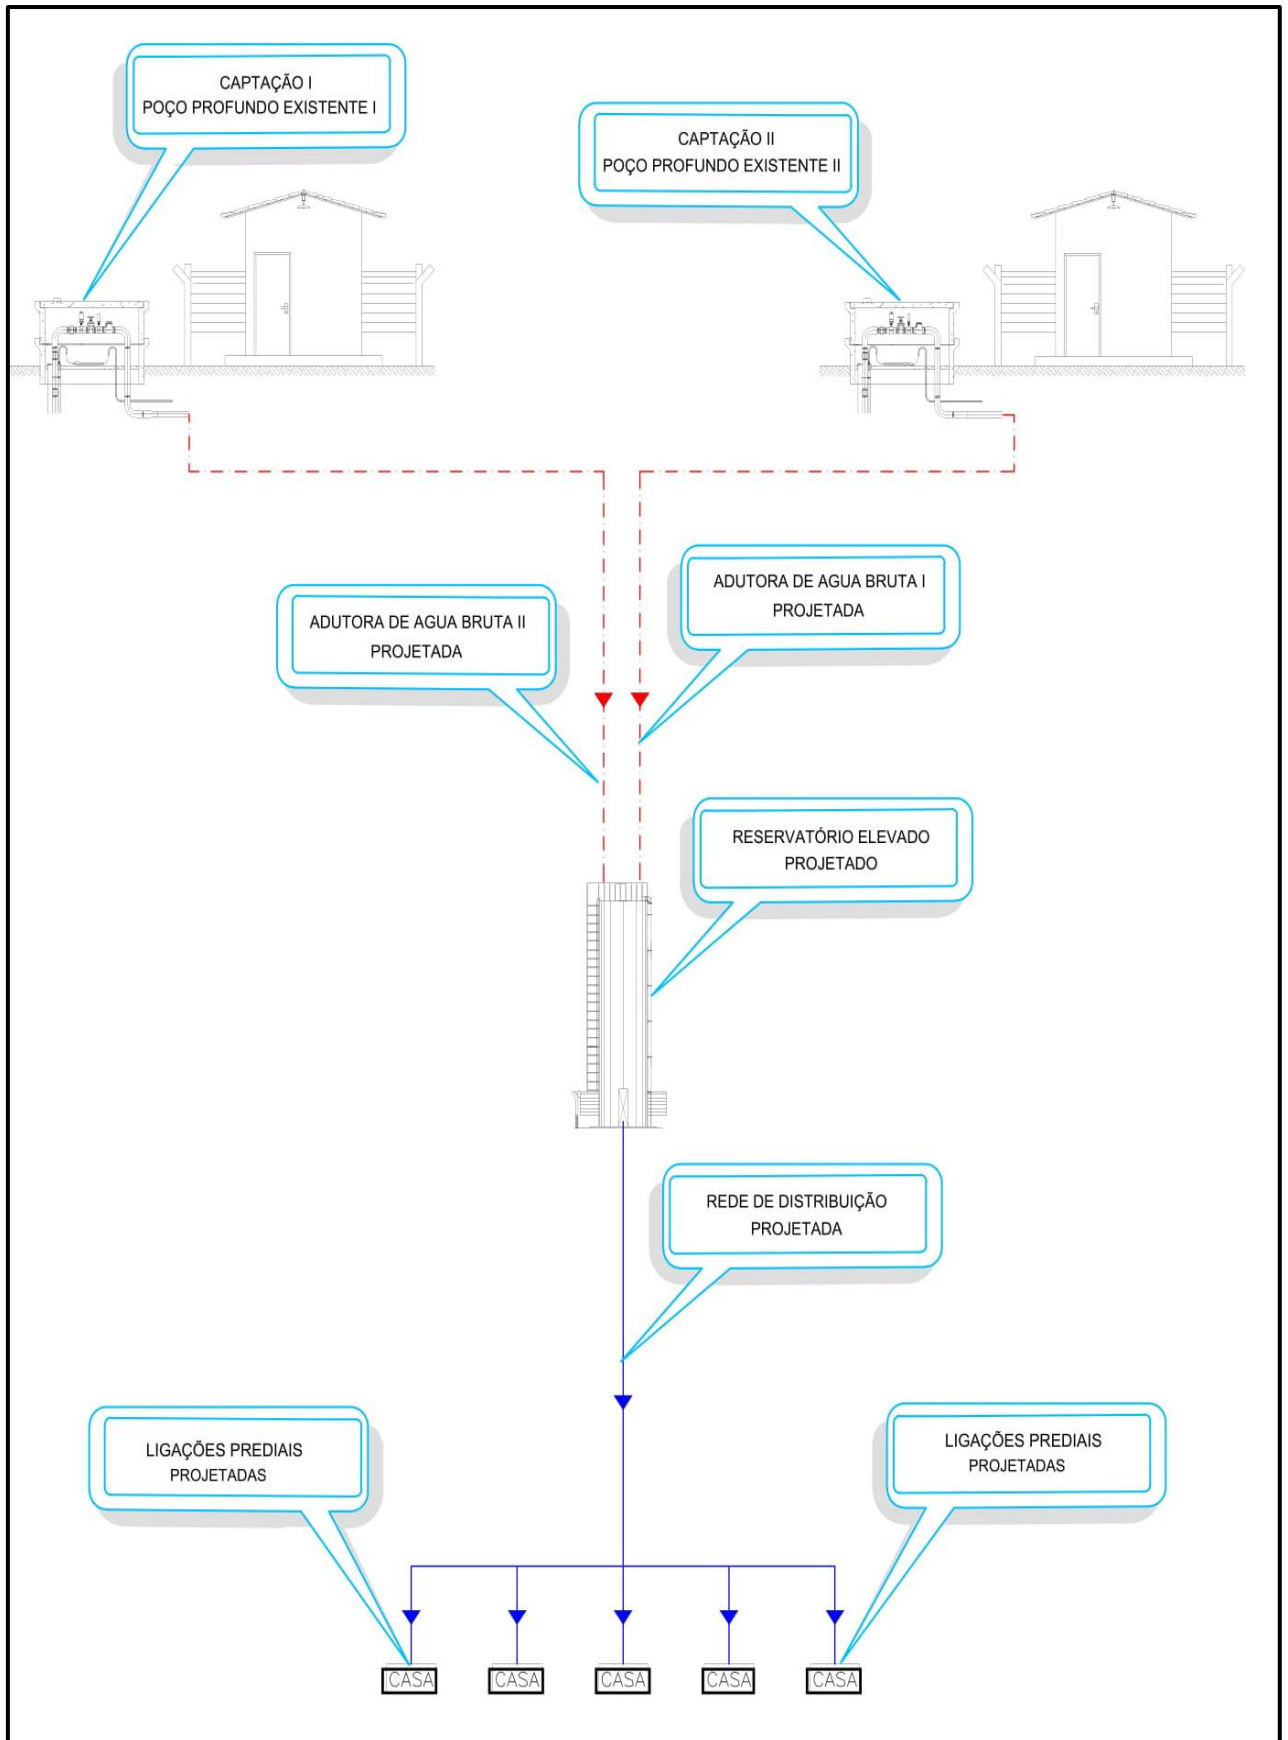 CAPTAÇÃO I
POÇO PROFUNDO EXISTENTE I
CAPTAÇÃO II
POÇO PROFUNDO EXISTENTE II
ADUTORA DE AGUA BRUTA I
PROJETADA
ADUTORA DE AGUA BRUTA II
PROJETADA
RESERVATÓRIO ELEVADO
PROJETADO
REDE DE DISTRIBUIÇÃO
PROJETADA
LIGAÇÕES PREDIAIS
PROJETADAS
LIGAÇÕES PREDIAIS
PROJETADAS
CASA
CASA
CASA
CASA
CASA